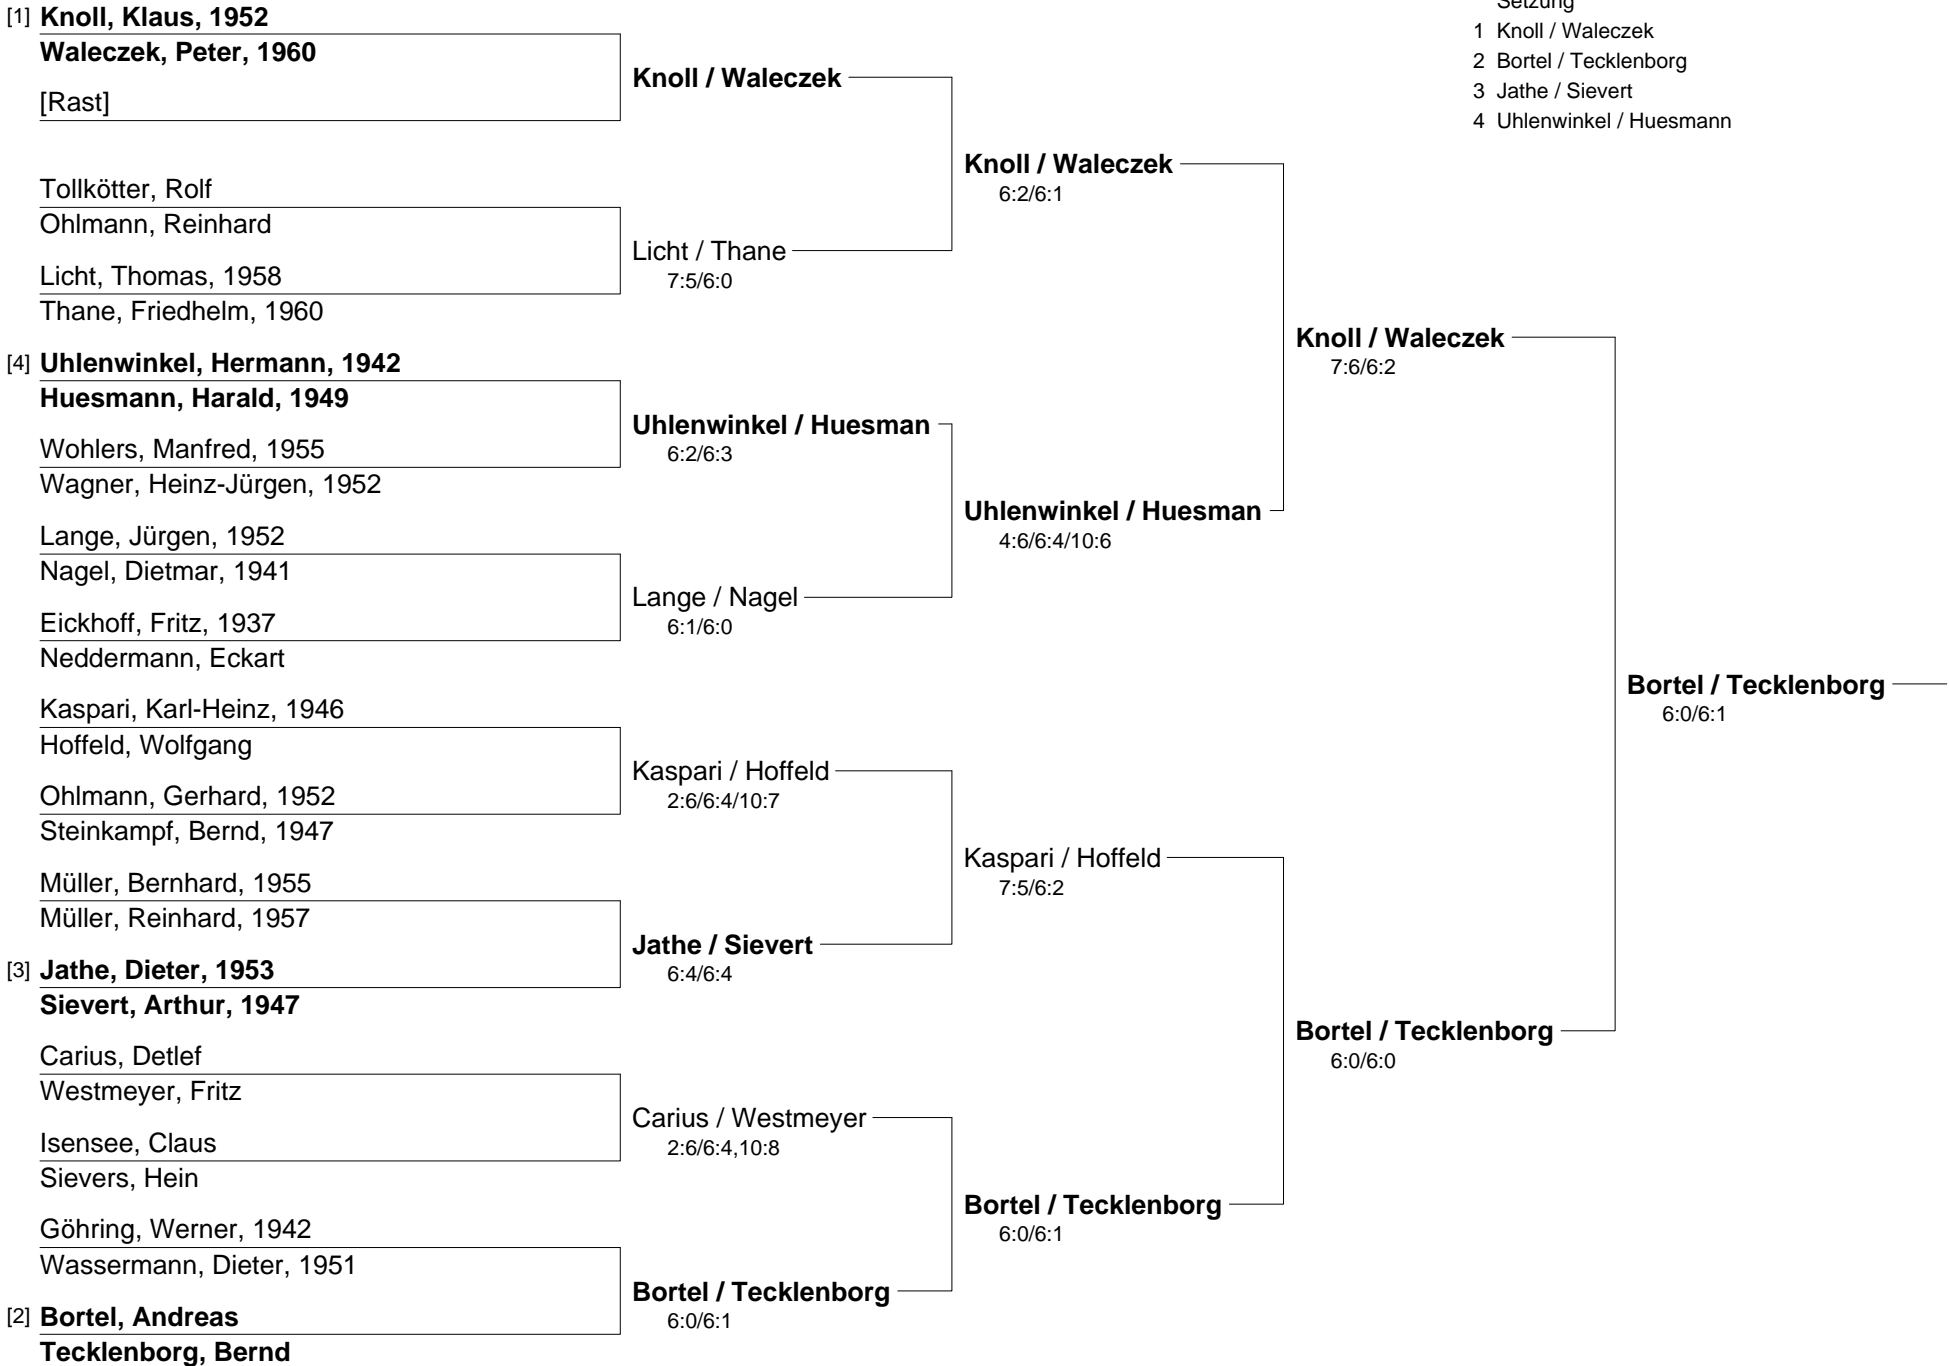 Setzung
1 Knoll / Waleczek
2 Bortel / Tecklenborg
3 Jathe / Sievert
4 Uhlenwinkel / Huesmann
[1] Knoll, Klaus, 1952
Waleczek, Peter, 1960
[Rast]
Tollkötter, Rolf
Ohlmann, Reinhard
Licht, Thomas, 1958
Thane, Friedhelm, 1960
[4] Uhlenwinkel, Hermann, 1942
Huesmann, Harald, 1949
Wohlers, Manfred, 1955
Wagner, Heinz-Jürgen, 1952
Lange, Jürgen, 1952
Nagel, Dietmar, 1941
Eickhoff, Fritz, 1937
Neddermann, Eckart
Kaspari, Karl-Heinz, 1946
Hoffeld, Wolfgang
Ohlmann, Gerhard, 1952
Steinkampf, Bernd, 1947
Müller, Bernhard, 1955
Müller, Reinhard, 1957
[3] Jathe, Dieter, 1953
Sievert, Arthur, 1947
Carius, Detlef
Westmeyer, Fritz
Isensee, Claus
Sievers, Hein
Göhring, Werner, 1942
Wassermann, Dieter, 1951
[2] Bortel, Andreas
Tecklenborg, Bernd
Knoll / Waleczek
Licht / Thane
7:5/6:0
Uhlenwinkel / Huesman
6:2/6:3
Lange / Nagel
6:1/6:0
Kaspari / Hoffeld
2:6/6:4/10:7
Jathe / Sievert
6:4/6:4
Carius / Westmeyer
2:6/6:4,10:8
Bortel / Tecklenborg
6:0/6:1
Knoll / Waleczek
6:2/6:1
Uhlenwinkel / Huesman
4:6/6:4/10:6
Kaspari / Hoffeld
7:5/6:2
Bortel / Tecklenborg
6:0/6:1
Knoll / Waleczek
7:6/6:2
Bortel / Tecklenborg
6:0/6:0
Bortel / Tecklenborg
6:0/6:1